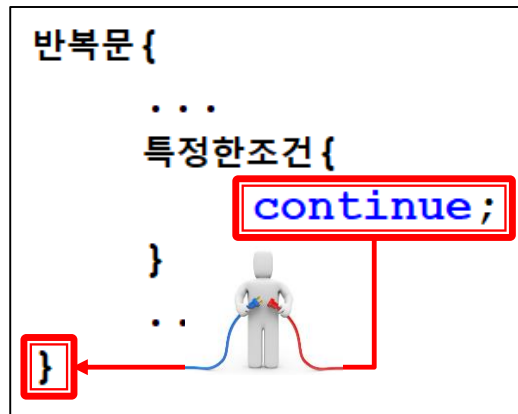 반복문 {
...
특정한조건 {
continue;
}
..
}